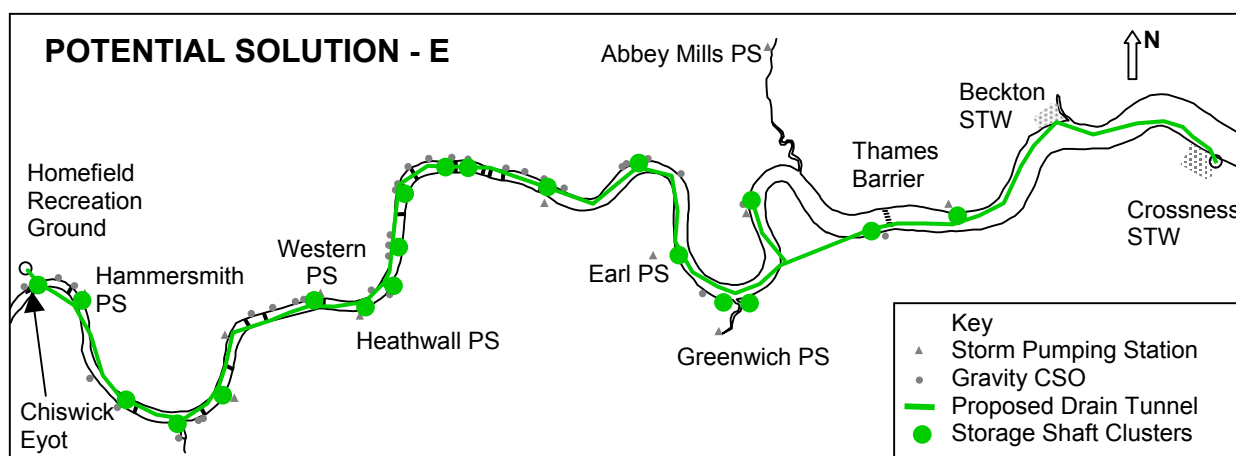 POTENTIAL SOLUTION - E
Abbey Mills PS
N
Beckton
STW
Homefield
Recreation
Ground
Thames
Barrier
Crossness
STW
Western
PS
Hammersmith
PS
Earl PS
Heathwall PS
Greenwich PS
Chiswick
Eyot
Key
Storm Pumping Station
Gravity CSO
Proposed Drain Tunnel
Storage Shaft Clusters